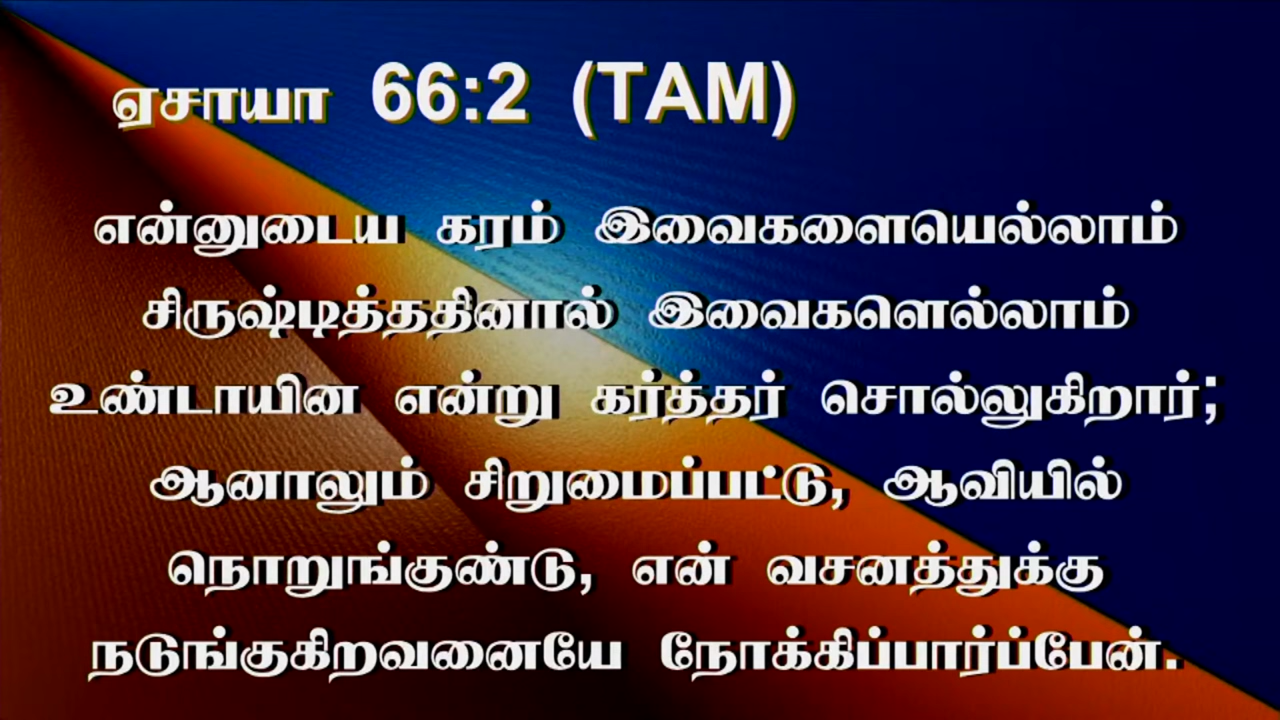 ஏசாயா 66:2 (TAM)
என்னுடைய கரம் இவைகளையெல்லாம்
சிருஷ்டித்ததினால் இவைகளெல்லாம்
உண்டாயின என்று கர்த்தர் சொல்லுகிறார்;
ஆனாலும் சிறுமைப்பட்டு, ஆவியில்
நொறுங்குண்டு, என் வசனத்துக்கு
நடுங்குகிறவனையே நோக்கிப்பார்ப்பேன்.